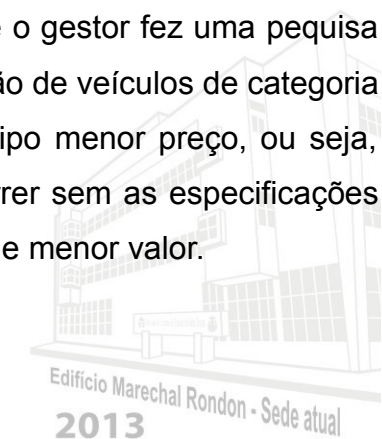 e o gestor fez uma pequisa
ão de veículos de categoria
ipo menor preço, ou seja,
rrer sem as especificações
e menor valor.
Edifício Marechal Rondon - Sede atual
2013